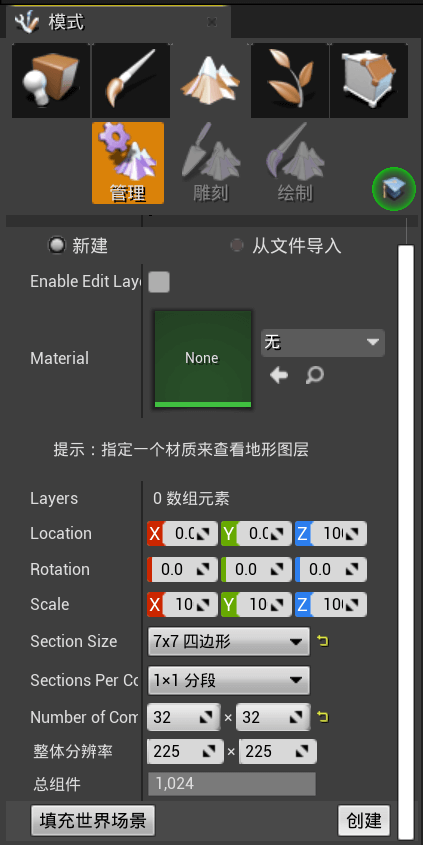 模式
管理 雕刻 绘制
新建 从文件导入
Enable Edit Laye
Material None 无
提示：指定一个材质来查看地形图层
Layers 0 数组元素
Location X 0.0 Y 0.0 Z 100
Rotation 0.0 0.0 0.0
Scale X 10 Y 10 Z 10
Section Size 7x7 四边形
Sections Per Co 1×1 分段
Number of Com 32 × 32
整体分辨率 225 × 225
总组件 1,024
填充世界场景 创建